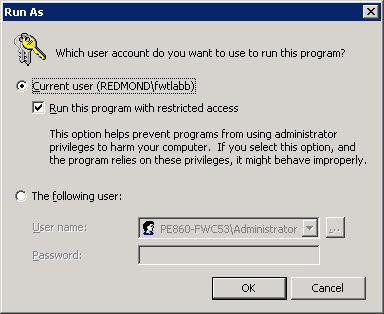 Run As
Which user account do you want to use to run this program?
Current user (REDMOND\fwtlabb)
Run this program with restricted access
This option helps prevent programs from using administrator
privileges to harm your computer. If you select this option, and
the program relies on these privileges, it might behave improperly.
The following user:
User name: PE860-FWC53\Administrator ...
Password:
OK Cancel